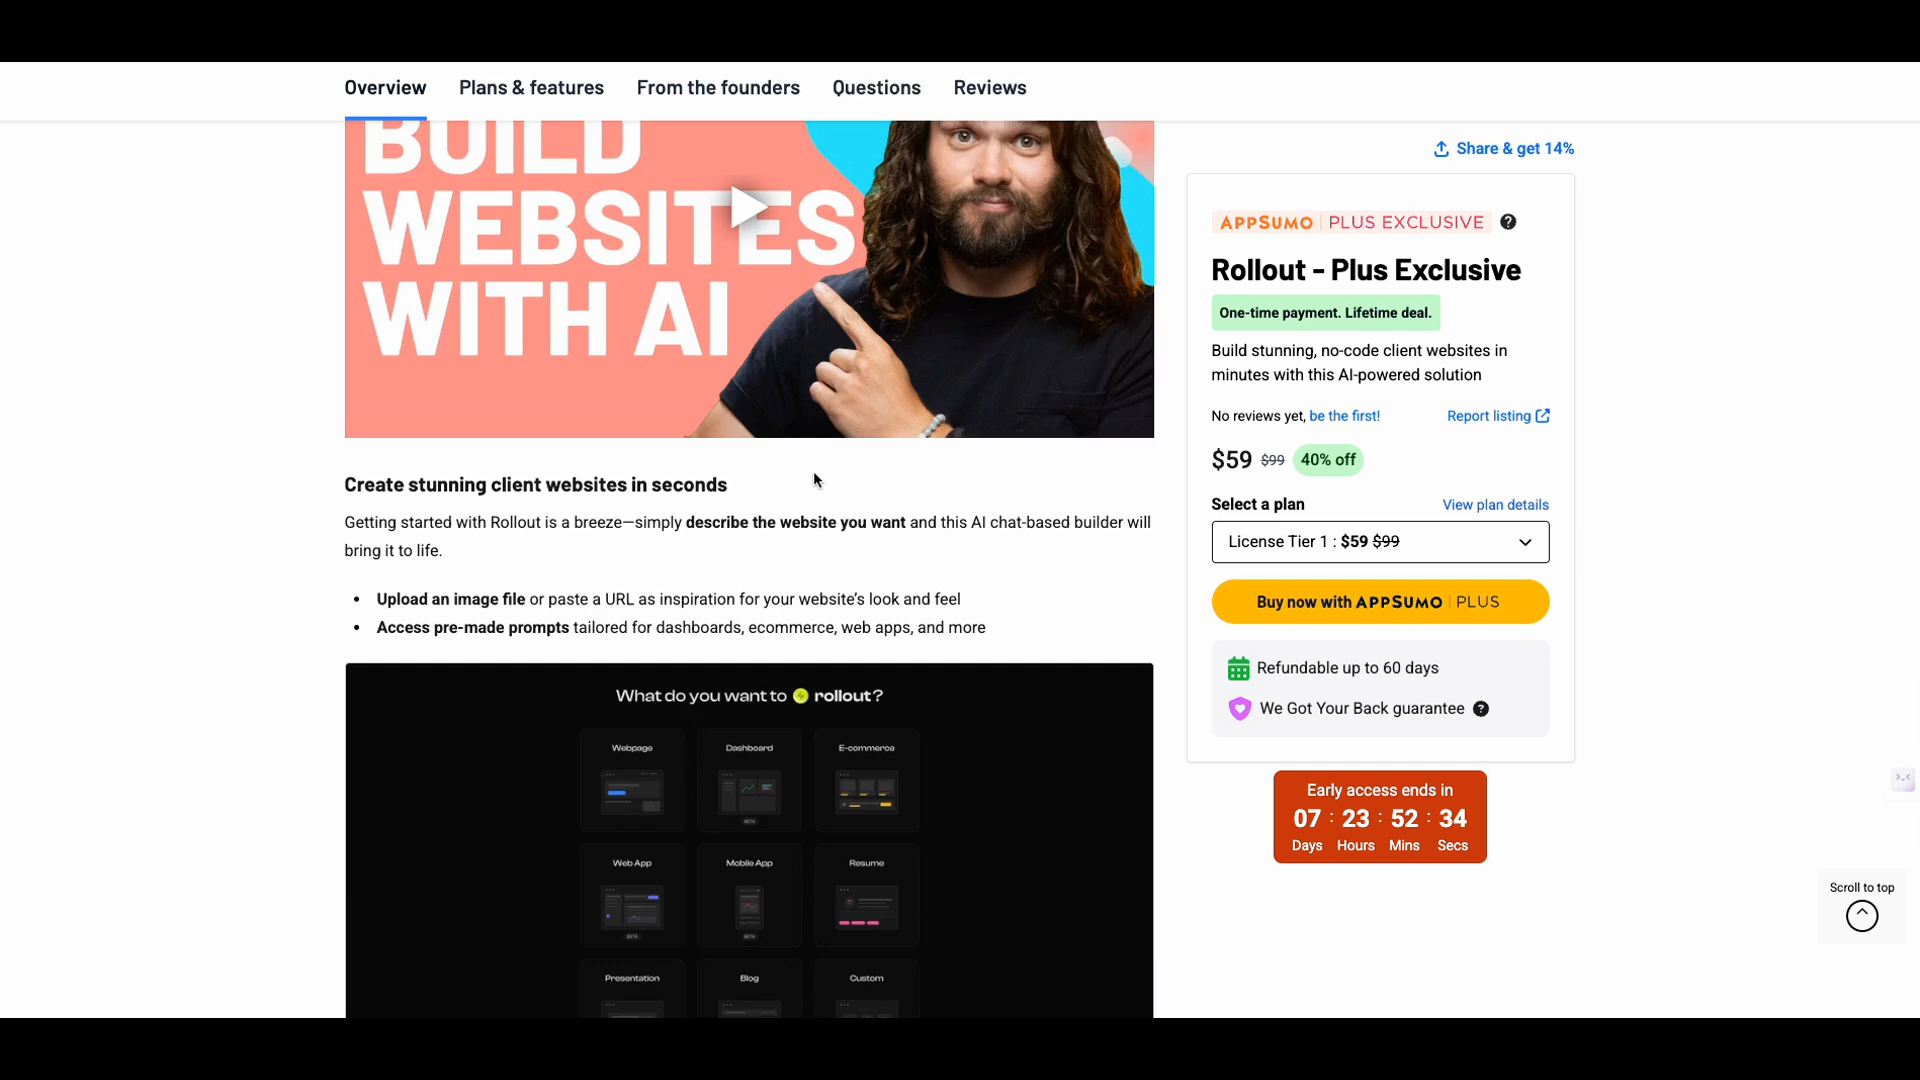 Overview Plans & features From the founders Questions Reviews
BUILD
WEBSITES
WITH AI
Share & get 14%
APPSUMO PLUS EXCLUSIVE ?
Rollout - Plus Exclusive
One-time payment. Lifetime deal.
Build stunning, no-code client websites in
minutes with this AI-powered solution
No reviews yet, be the first! Report listing
$59 $99 40% off
Select a plan View plan details
License Tier 1 : $59 $99
Buy now with APPSUMO PLUS
Refundable up to 60 days
We Got Your Back guarantee ?
Early access ends in
07 : 23 : 52 : 34
Days Hours Mins Secs
Create stunning client websites in seconds
Getting started with Rollout is a breeze—simply describe the website you want and this AI chat-based builder will
bring it to life.
• Upload an image file or paste a URL as inspiration for your website’s look and feel
• Access pre-made prompts tailored for dashboards, ecommerce, web apps, and more
What do you want to rollout?
Webpage Dashboard E-commerce
BETA
Web App Mobile App Resume
BETA BETA
Presentation Blog Custom
Scroll to top